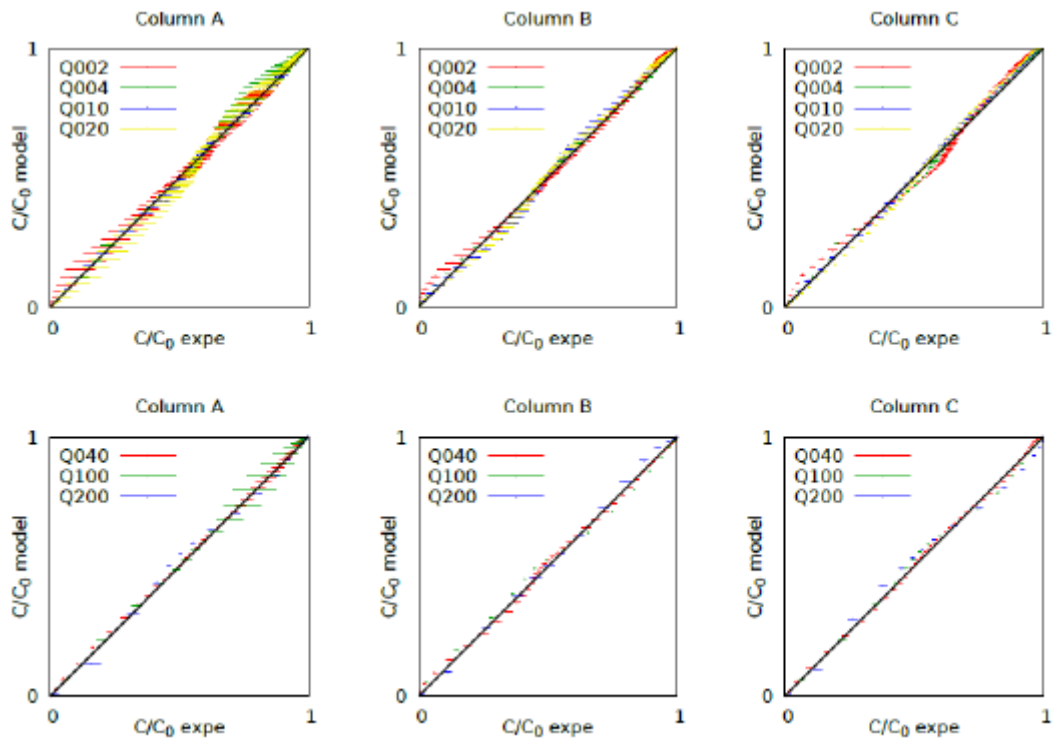 Column A
1
Q002
Q004
Q010
Q020
C/C0 model
0
0
1
C/C0 expe
Column B
1
Q002
Q004
Q010
Q020
C/C0 model
0
0
1
C/C0 expe
Column C
1
Q002
Q004
Q010
Q020
C/C0 model
0
0
1
C/C0 expe
Column A
1
Q040
Q100
Q200
C/C0 model
0
0
1
C/C0 expe
Column B
1
Q040
Q100
Q200
C/C0 model
0
0
1
C/C0 expe
Column C
1
Q040
Q100
Q200
C/C0 model
0
0
1
C/C0 expe